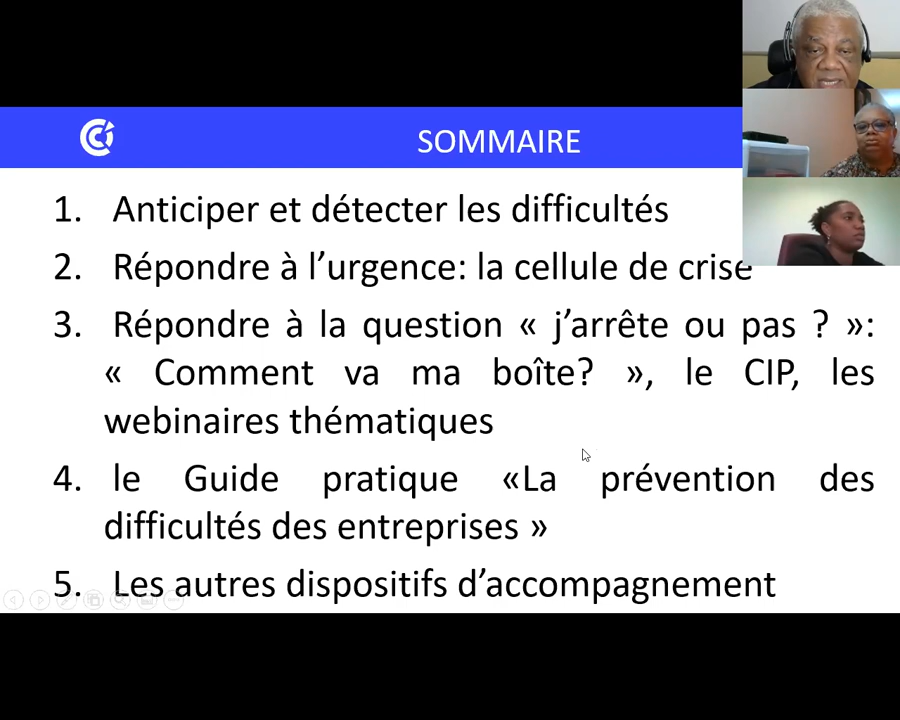 SOMMAIRE
1. Anticiper et détecter les difficultés
2. Répondre à l’urgence: la cellule de crise
3. Répondre à la question « j’arrête ou pas ? »:
« Comment va ma boîte? », le CIP, les
webinaires thématiques
4. le Guide pratique «La prévention des
difficultés des entreprises »
5. Les autres dispositifs d’accompagnement